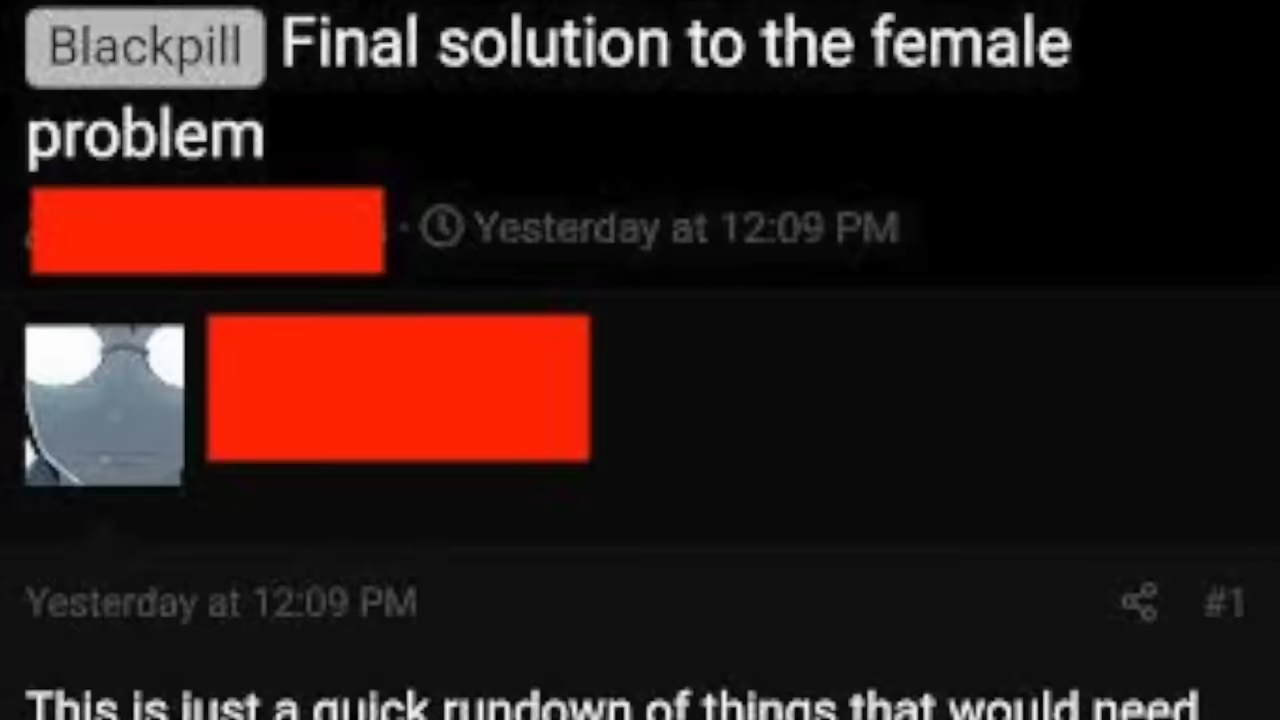 Blackpill Final solution to the female
problem
· Yesterday at 12:09 PM
Yesterday at 12:09 PM #1
This is just a quick rundown of things that would need